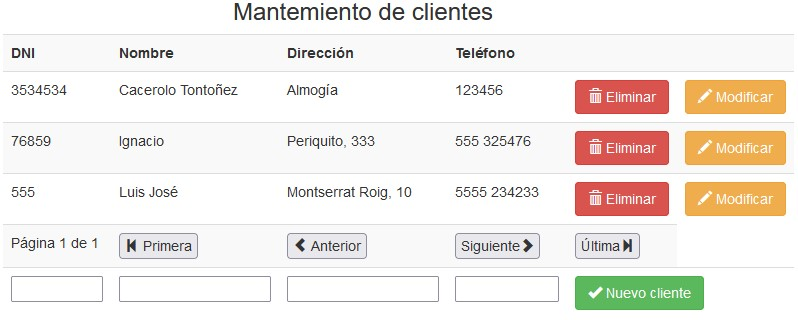 Mantemiento de clientes
DNI Nombre Dirección Teléfono
3534534 Cacerolo Tontoñez Almogía 123456 Eliminar Modificar
76859 Ignacio Periquito, 333 555 325476 Eliminar Modificar
555 Luis José Montserrat Roig, 10 5555 234233 Eliminar Modificar
Página 1 de 1 Primera Anterior Siguiente Última
Nuevo cliente